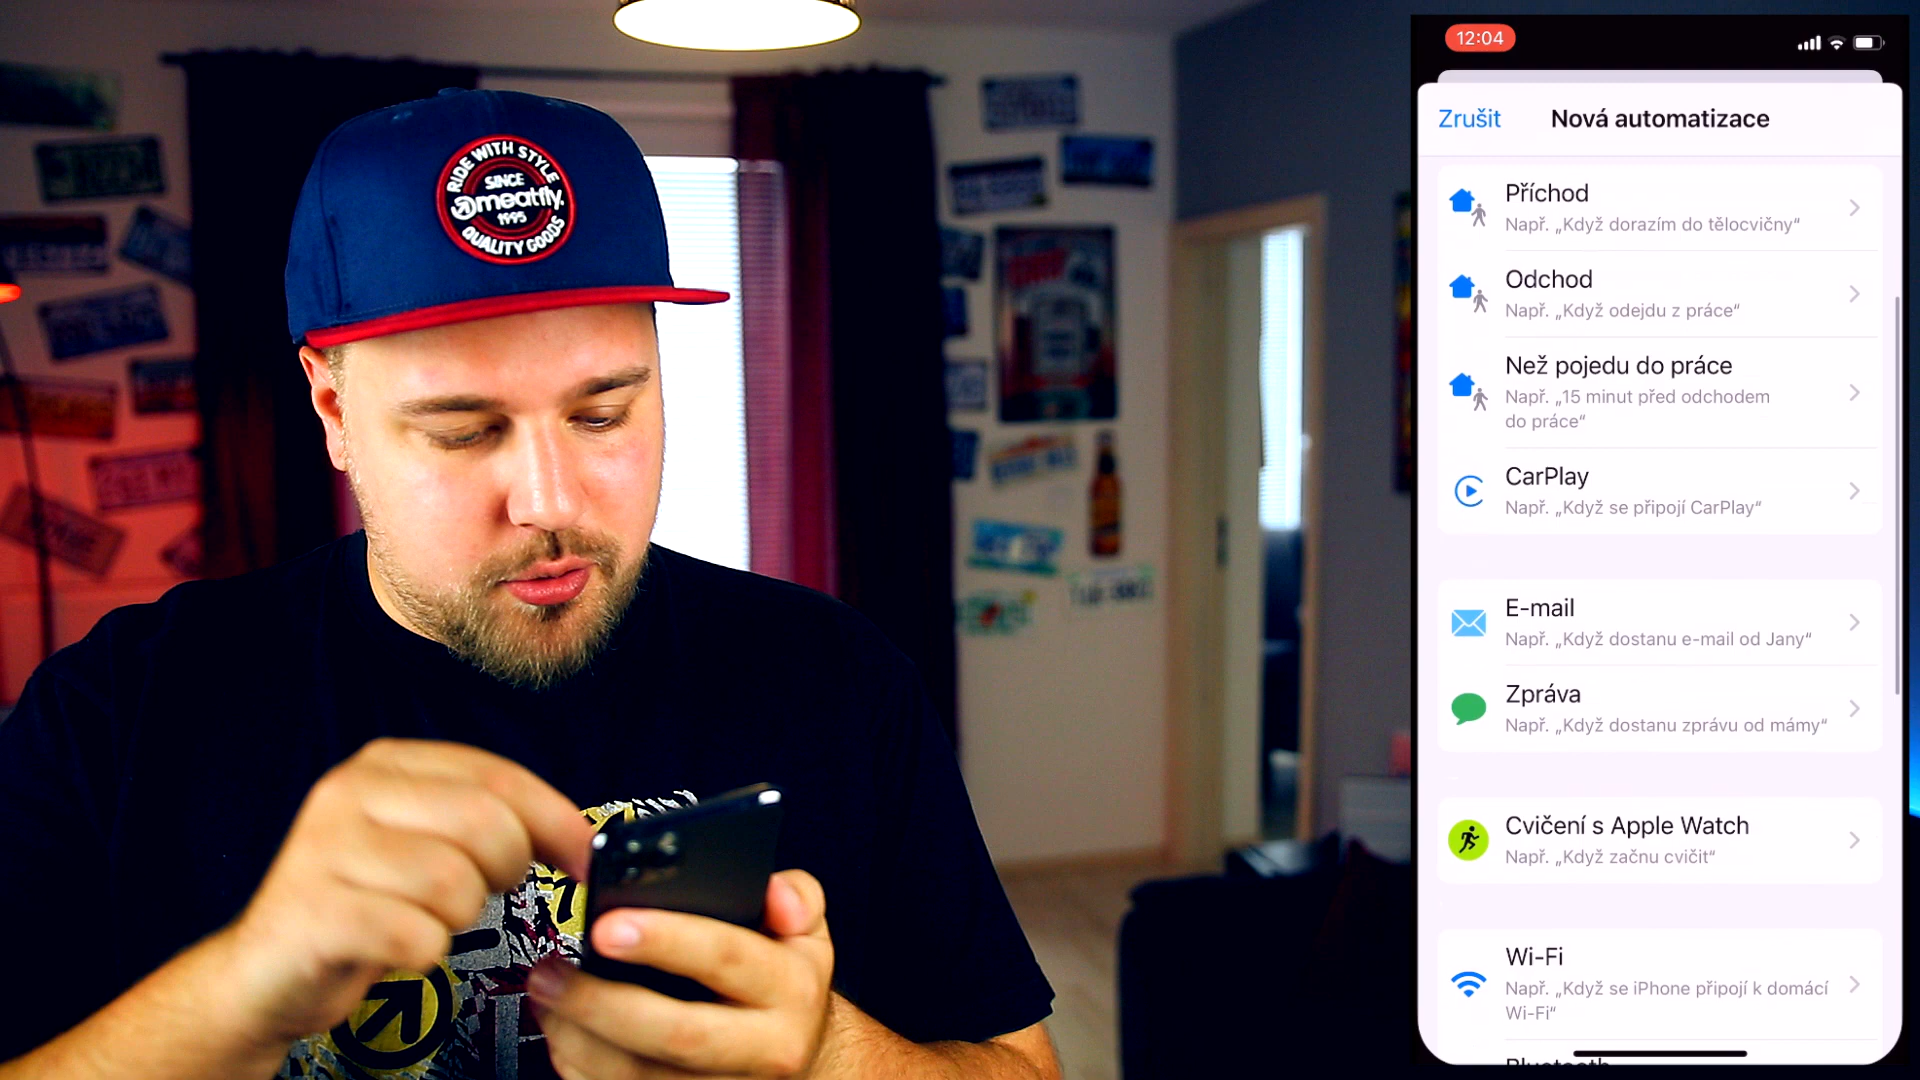 RIDE WITH STYLE
SINCE
meatfly.
1995
QUALITY GOODS
12:04
Zrušit
Nová automatizace
Příchod
Např. „Když dorazím do tělocvičny“
Odchod
Např. „Když odejdu z práce“
Než pojedu do práce
Např. „15 minut před odchodem
do práce“
CarPlay
Např. „Když se připojí CarPlay“
E-mail
Např. „Když dostanu e-mail od Jany“
Zpráva
Např. „Když dostanu zprávu od mámy“
Cvičení s Apple Watch
Např. „Když začnu cvičit“
Wi-Fi
Např. „Když se iPhone připojí k domácí
Wi-Fi“